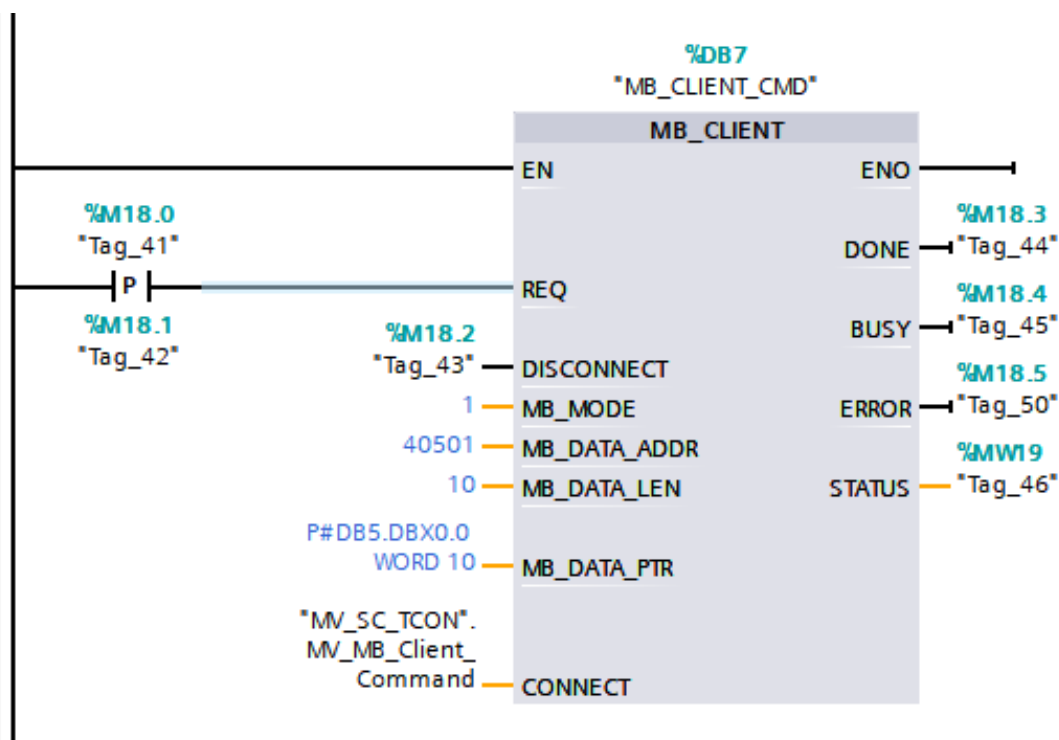 %DB7
"MB_CLIENT_CMD"
MB_CLIENT
EN
ENO
%M18.0
"Tag_41"
P
%M18.1
"Tag_42"
REQ
%M18.3
"Tag_44"
DONE
%M18.4
"Tag_45"
BUSY
%M18.2
"Tag_43"
DISCONNECT
%M18.5
"Tag_50"
ERROR
1
MB_MODE
40501
MB_DATA_ADDR
%MW19
"Tag_46"
STATUS
10
MB_DATA_LEN
P#DB5.DBX0.0
WORD 10
MB_DATA_PTR
"MV_SC_TCON".
MV_MB_Client_
Command
CONNECT